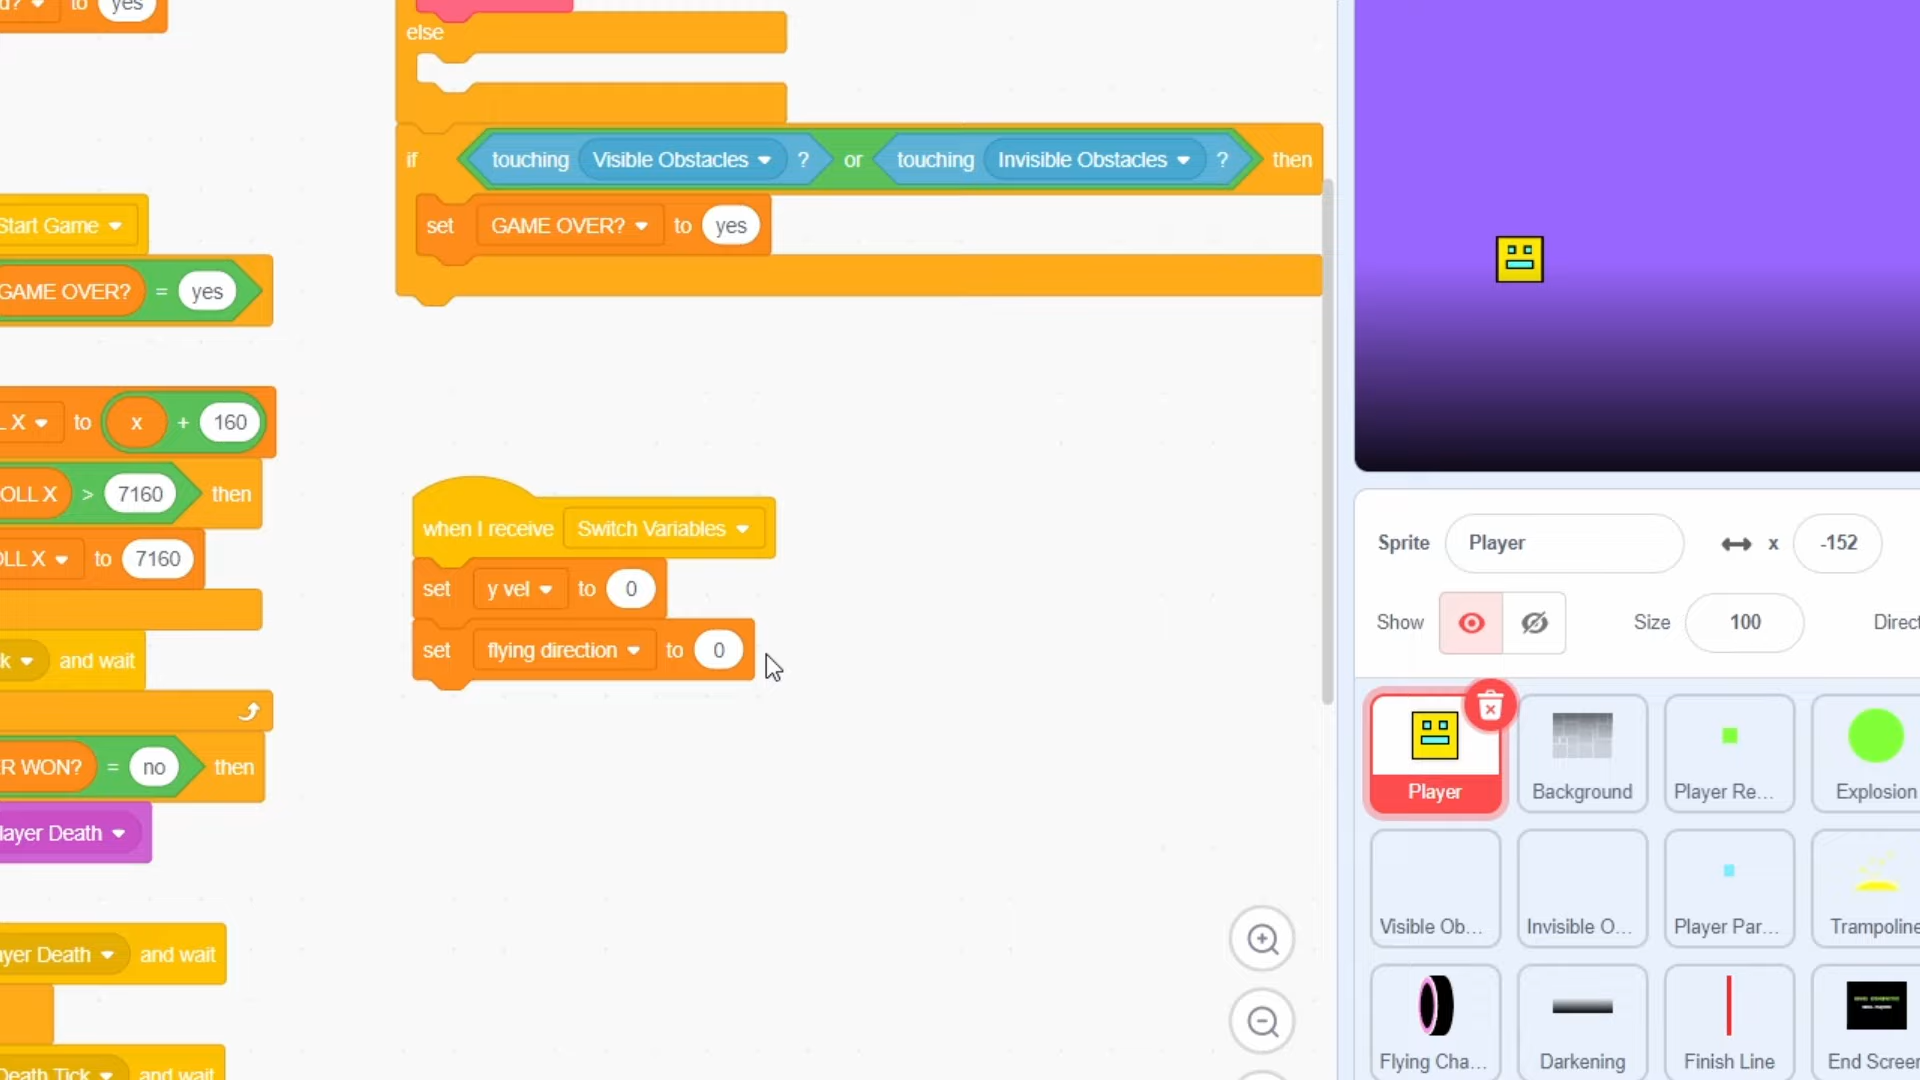 d? to yes
else
if touching Visible Obstacles ? or touching Invisible Obstacles ? then
set GAME OVER? to yes
Start Game
GAME OVER? = yes
L X to x + 160
OLL X > 7160 then
OLL X to 7160
k and wait
R WON? = no then
layer Death
ayer Death and wait
Death Tick and wait
when I receive Switch Variables
set y vel to 0
set flying direction to 0
Sprite Player x -152
Show Size 100 Direct
Player Background Player Re... Explosion
Visible Ob... Invisible O... Player Par... Trampoline
Flying Cha... Darkening Finish Line End Screen